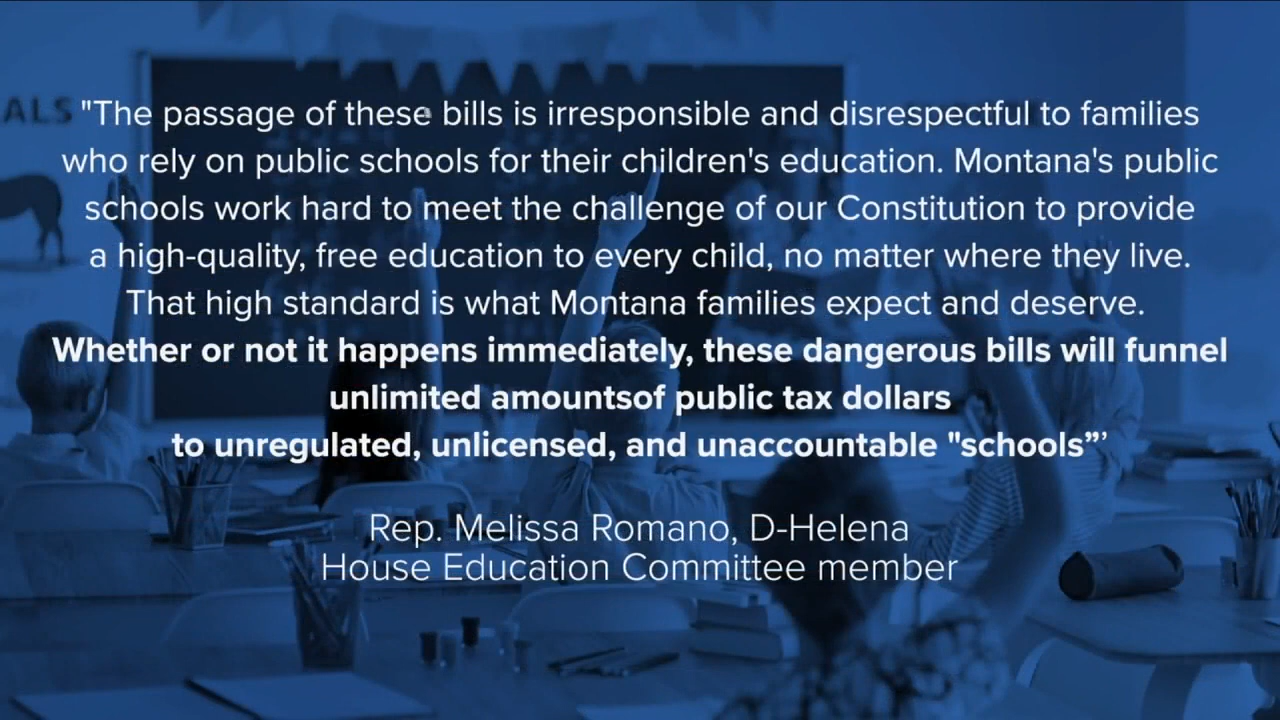 ALS
"The passage of these bills is irresponsible and disrespectful to families
who rely on public schools for their children's education. Montana's public
schools work hard to meet the challenge of our Constitution to provide
a high-quality, free education to every child, no matter where they live.
That high standard is what Montana families expect and deserve.
Whether or not it happens immediately, these dangerous bills will funnel
unlimited amountsof public tax dollars
to unregulated, unlicensed, and unaccountable "schools”’
Rep. Melissa Romano, D-Helena
House Education Committee member